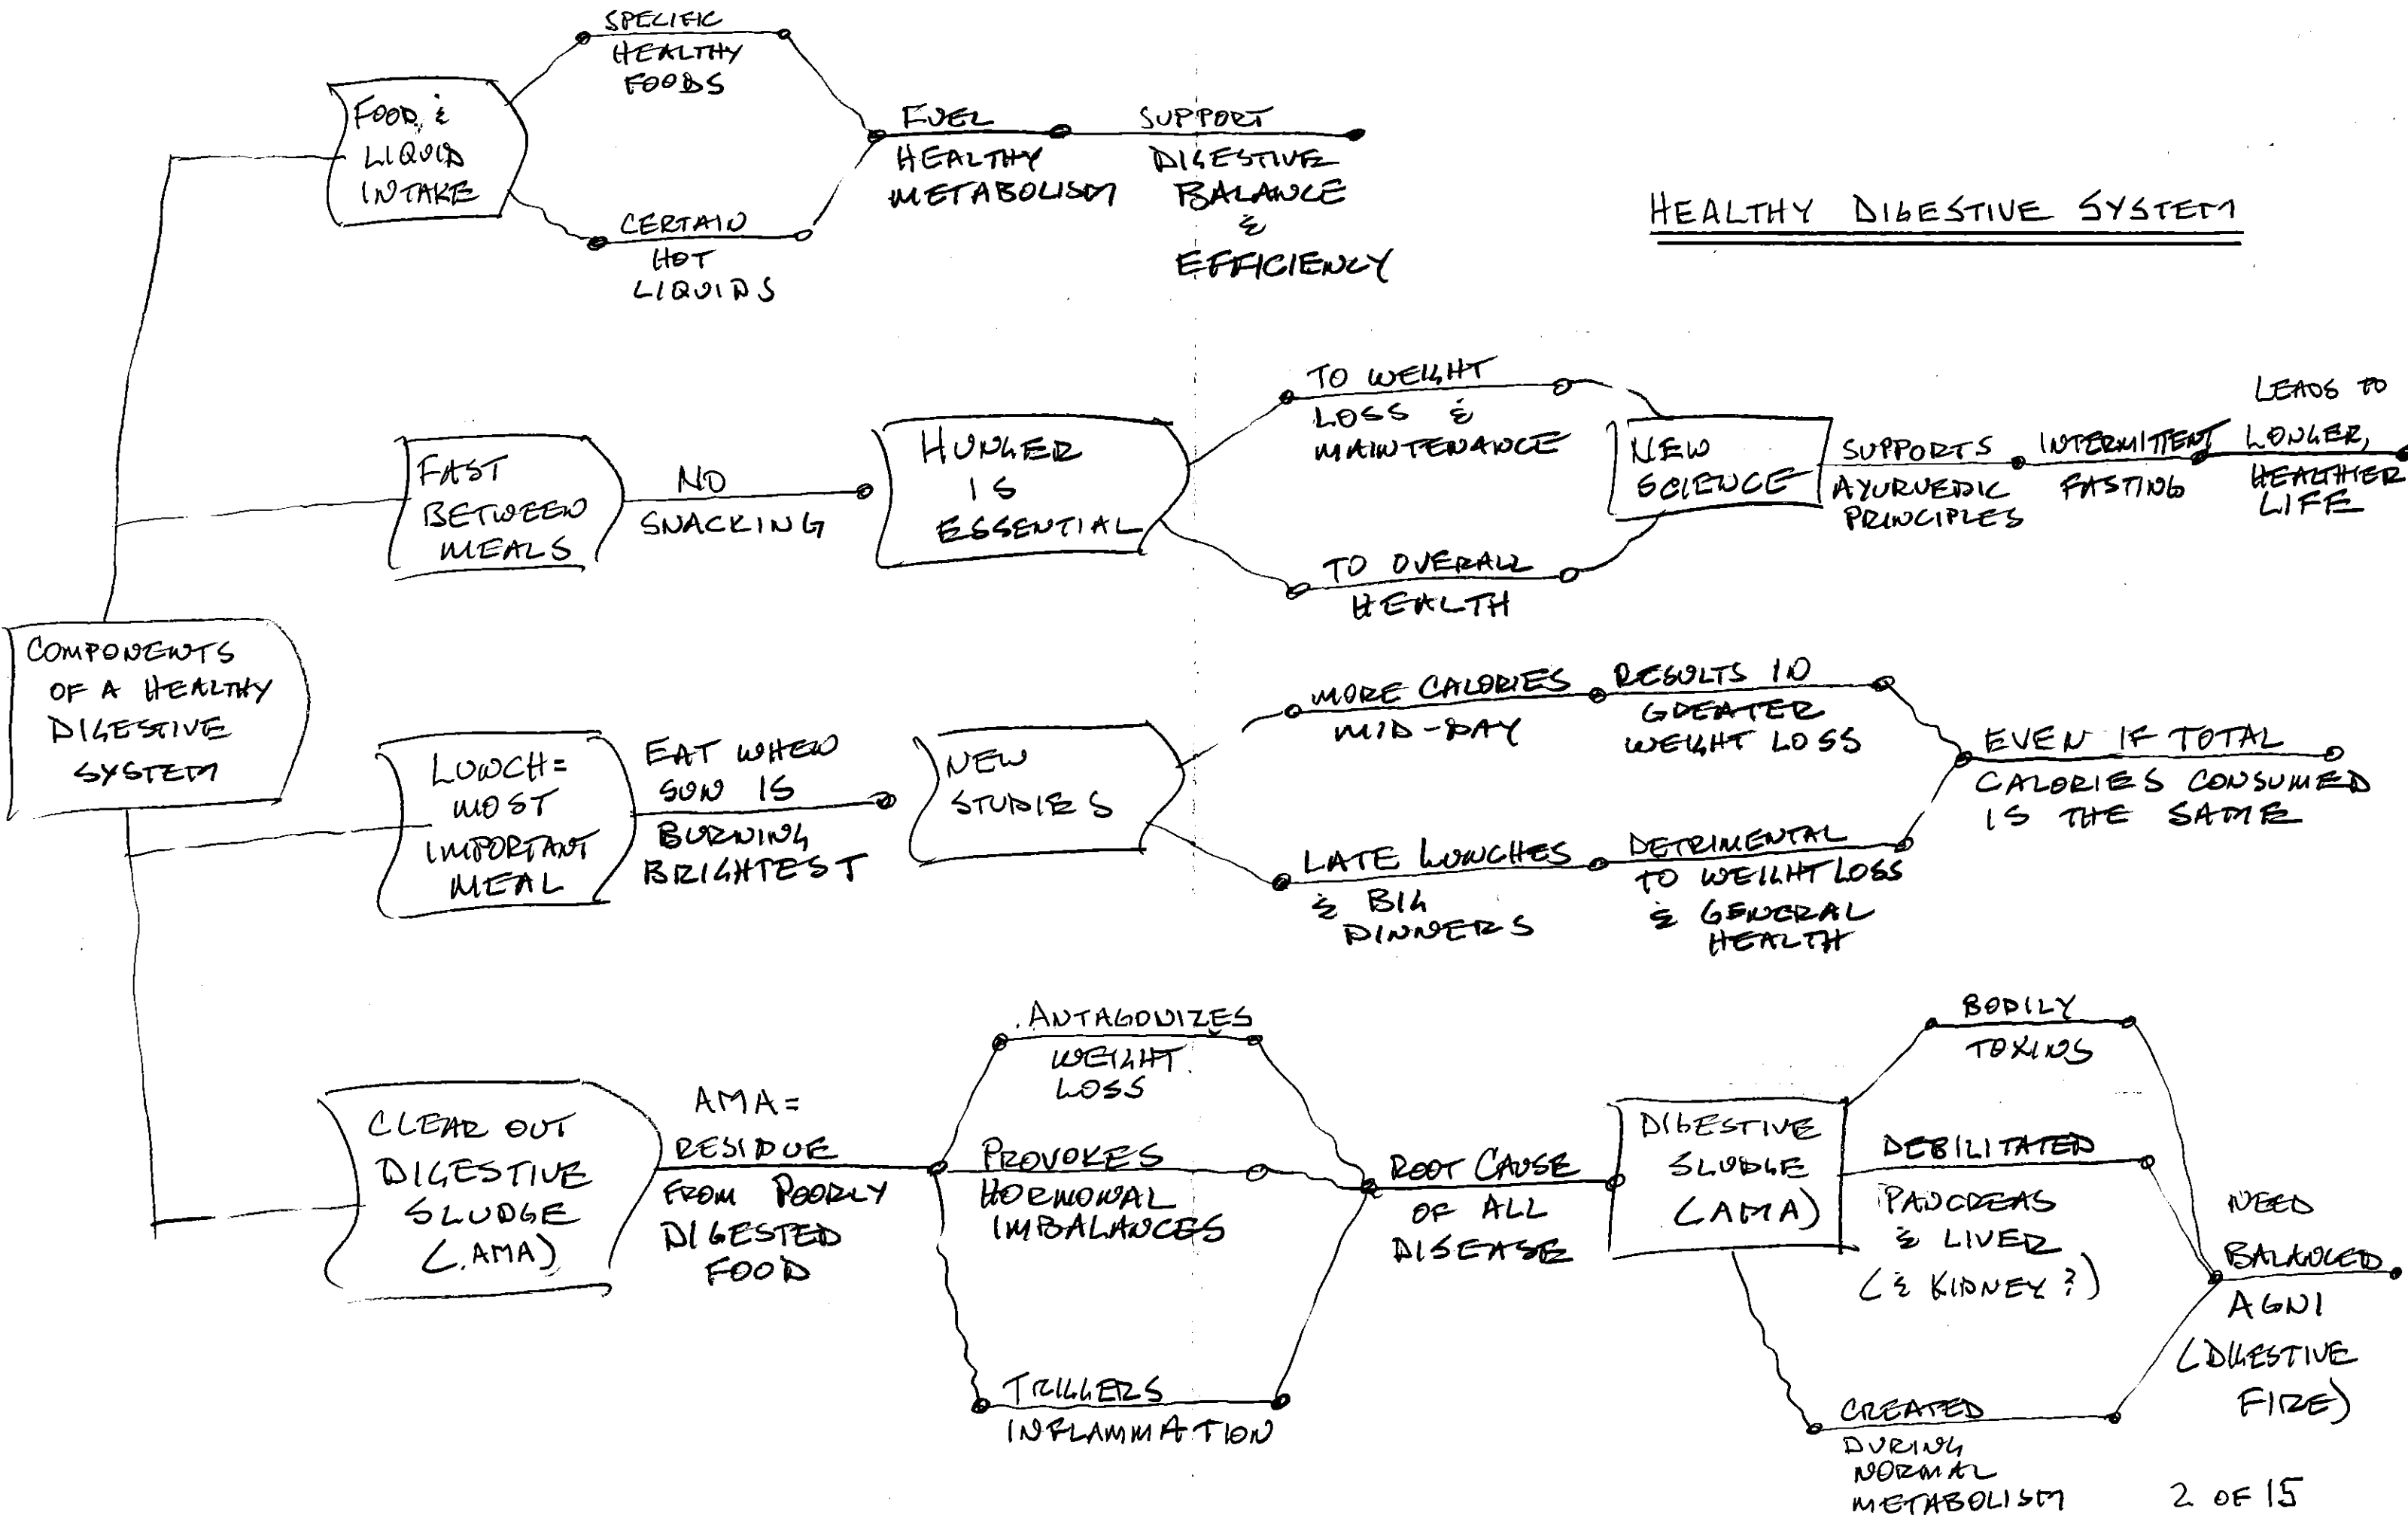 HEALTHY DIGESTIVE SYSTEM
COMPONENTS
OF A HEALTHY
DIGESTIVE
SYSTEM
FOOD &
LIQUID
INTAKE
SPECIFIC
HEALTHY
FOODS
CERTAIN
HOT
LIQUIDS
FUEL
HEALTHY
METABOLISM
SUPPORT
DIGESTIVE
BALANCE
&
EFFICIENCY
FAST
BETWEEN
MEALS
NO
SNACKING
HUNGER
IS
ESSENTIAL
TO WEIGHT
LOSS &
MAINTENANCE
TO OVERALL
HEALTH
NEW
SCIENCE
SUPPORTS
AYURVEDIC
PRINCIPLES
INTERMITTENT
FASTING
LEADS TO
LONGER,
HEALTHIER
LIFE
LUNCH =
MOST
IMPORTANT
MEAL
EAT WHEN
SUN IS
BURNING
BRIGHTEST
NEW
STUDIES
MORE CALORIES
MID-DAY
RESULTS IN
GREATER
WEIGHT LOSS
LATE LUNCHES
& BIG
DINNERS
DETRIMENTAL
TO WEIGHT LOSS
& GENERAL
HEALTH
EVEN IF TOTAL
CALORIES CONSUMED
IS THE SAME
CLEAR OUT
DIGESTIVE
SLUDGE
(AMA)
AMA =
RESIDUE
FROM POORLY
DIGESTED
FOOD
ANTAGONIZES
WEIGHT
LOSS
PROVOKES
HORMONAL
IMBALANCES
TRIGGERS
INFLAMMATION
ROOT CAUSE
OF ALL
DISEASE
DIGESTIVE
SLUDGE
(AMA)
BODILY
TOXINS
DEBILITATED
PANCREAS
& LIVER
(& KIDNEY?)
CREATED
DURING
NORMAL
METABOLISM
NEED
BALANCED
AGNI
(DIGESTIVE
FIRE)
2 OF 15